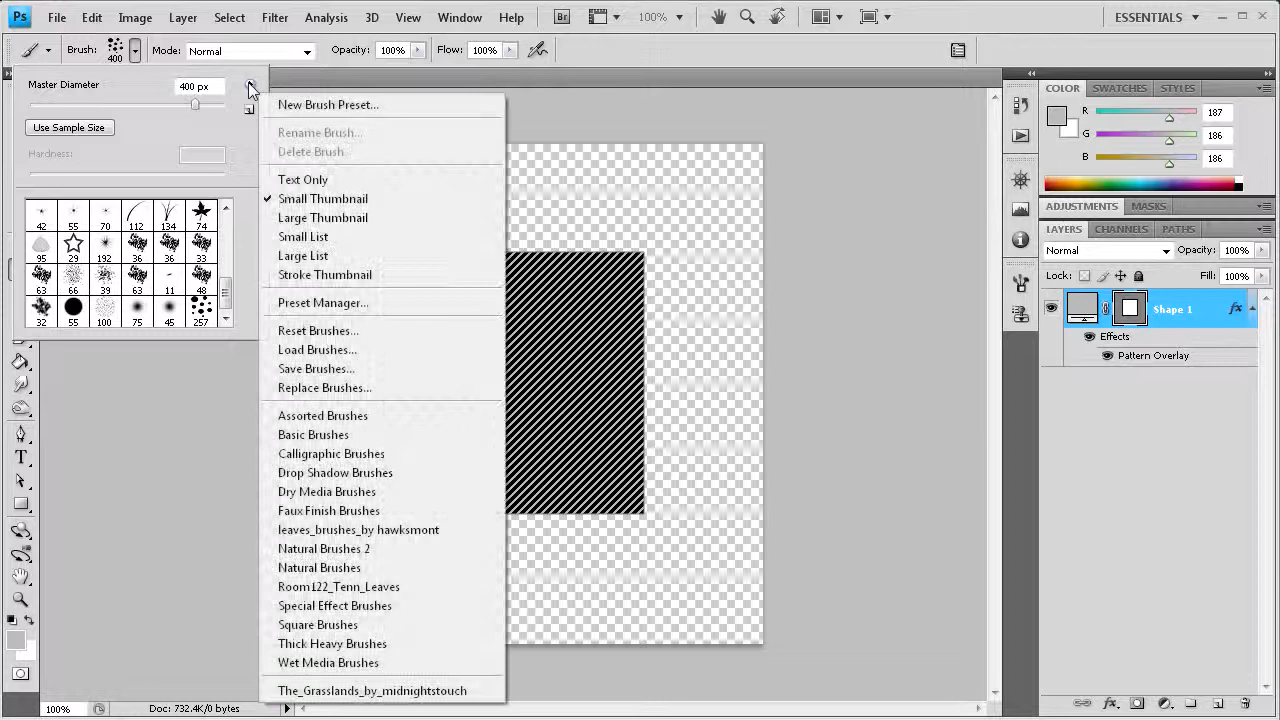 Ps File Edit Image Layer Select Filter Analysis 3D View Window Help Br 100% ESSENTIALS
Brush: 400 Mode: Normal Opacity: 100% Flow: 100%
Master Diameter 400 px
Use Sample Size
Hardness:
42 55 70 112 134 74
95 29 192 36 36 33
63 66 39 63 11 48
32 55 100 75 45 257
New Brush Preset...
Rename Brush...
Delete Brush
Text Only
Small Thumbnail
Large Thumbnail
Small List
Large List
Stroke Thumbnail
Preset Manager...
Reset Brushes...
Load Brushes...
Save Brushes...
Replace Brushes...
Assorted Brushes
Basic Brushes
Calligraphic Brushes
Drop Shadow Brushes
Dry Media Brushes
Faux Finish Brushes
leaves_brushes_by hawksmont
Natural Brushes 2
Natural Brushes
Room122_Tenn_Leaves
Special Effect Brushes
Square Brushes
Thick Heavy Brushes
Wet Media Brushes
The_Grasslands_by_midnightstouch
COLOR SWATCHES STYLES
R 187
G 186
B 186
ADJUSTMENTS MASKS
LAYERS CHANNELS PATHS
Normal Opacity: 100%
Lock: Fill: 100%
Shape 1 fx
Effects
Pattern Overlay
T
100% Doc: 732.4K/0 bytes
fx